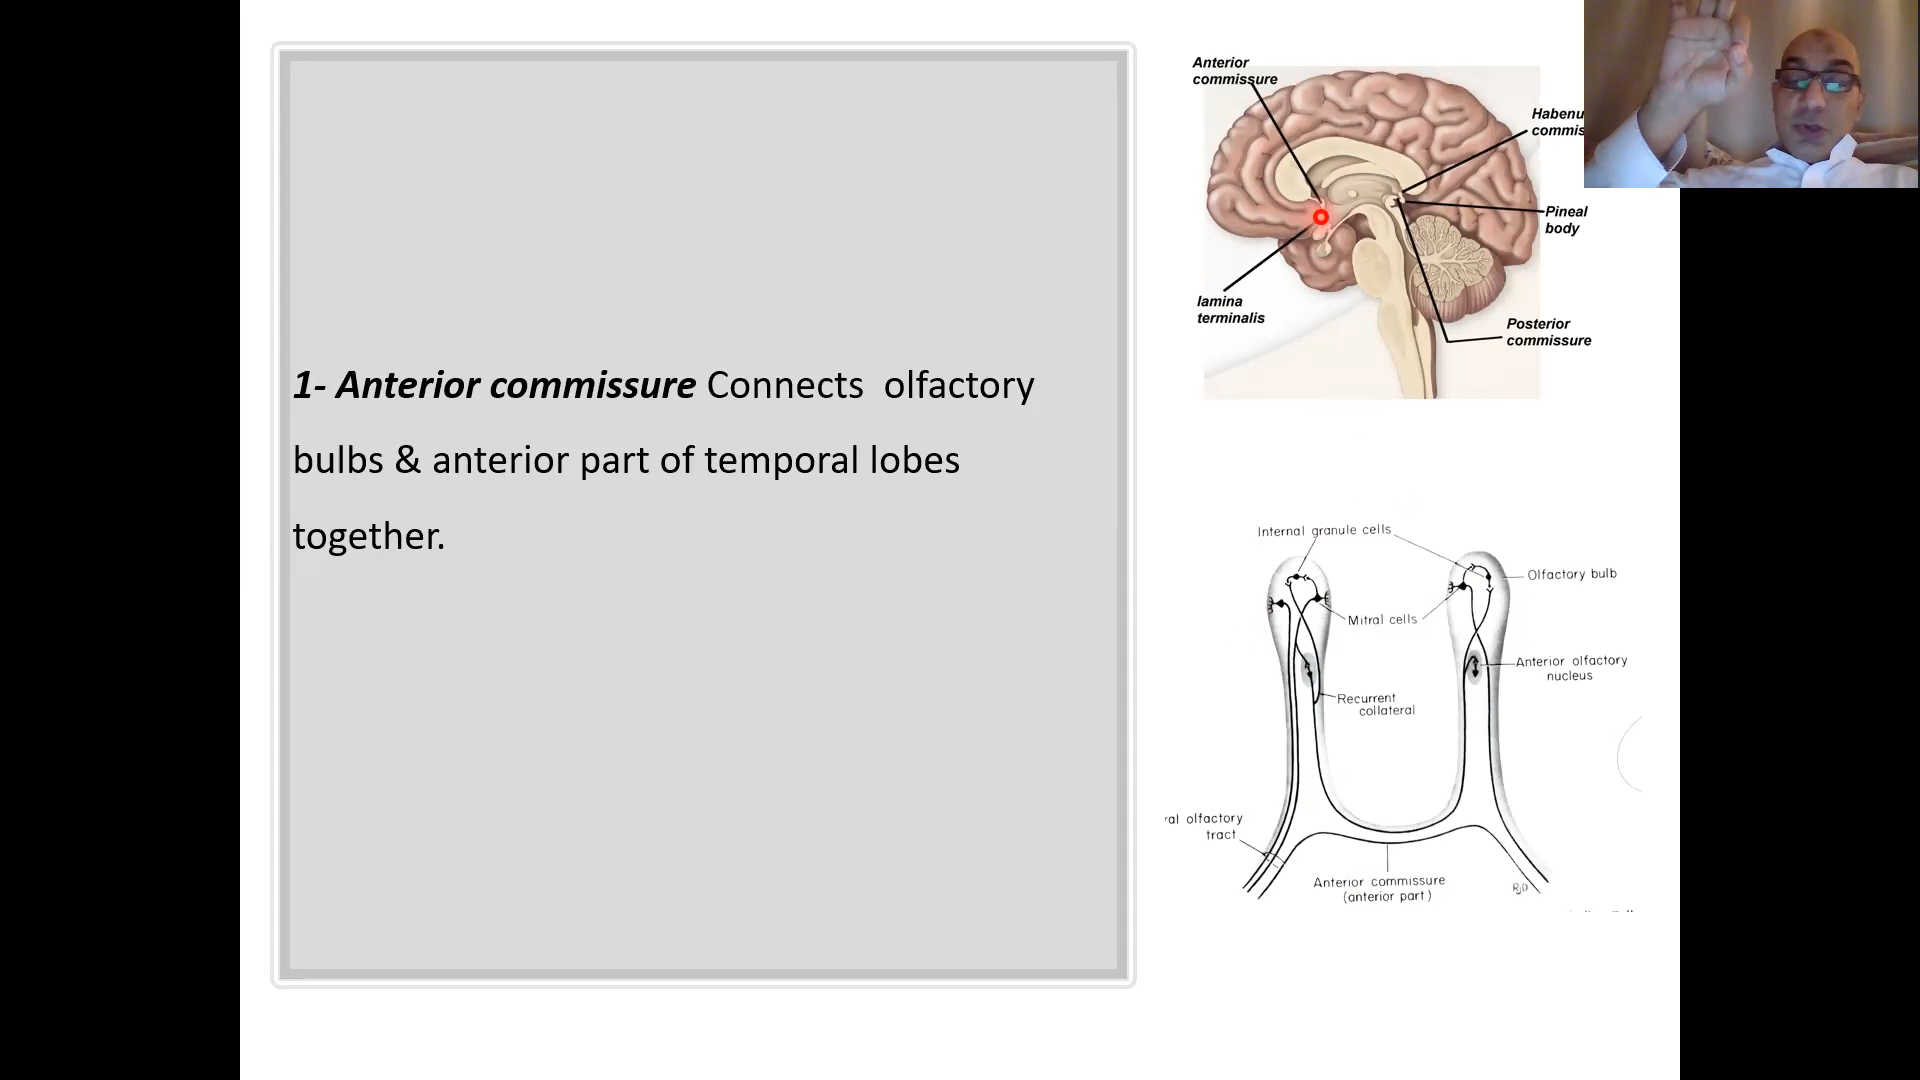 1- Anterior commissure Connects olfactory
bulbs & anterior part of temporal lobes
together.
Anterior
commissure
Habenu
commis
Pineal
body
lamina
terminalis
Posterior
commissure
Internal granule cells
Olfactory bulb
Mitral cells
Anterior olfactory
nucleus
Recurrent
collateral
ral olfactory
tract
Anterior commissure
(anterior part)
RJD